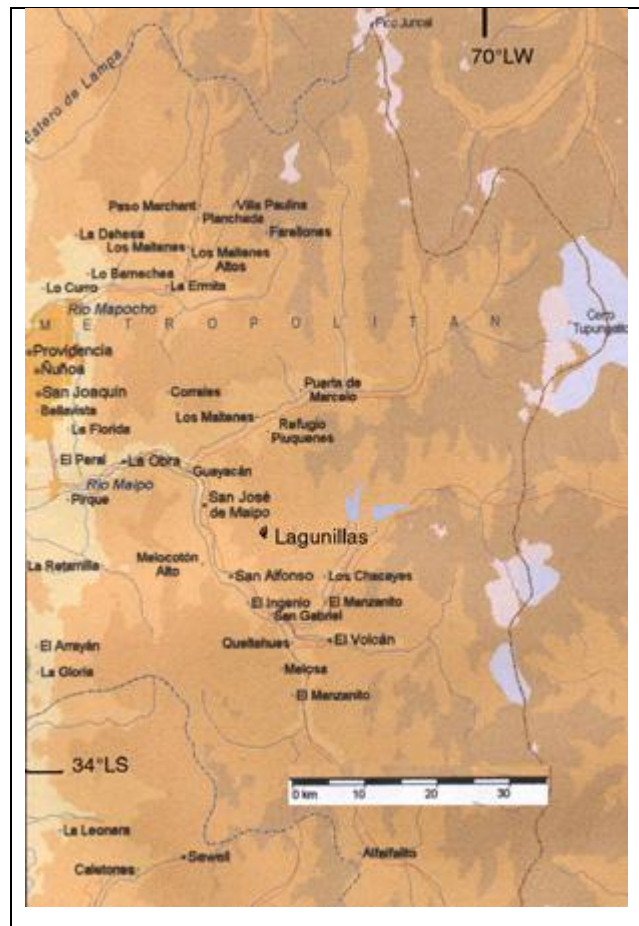 Pico Juncal
70°LW
Estero de Lampa
Paso Marchant
Villa Paulina
Planchada
La Dehesa
Farellones
Los Maitenes
Los Maitenes
Altos
Lo Barnechea
Lo Curro
La Ermita
Río Mapocho
METROPOLITAN
Cerro
Tupungatito
Providencia
Ñuñoa
San Joaquín
Corrales
Puerta de
Marcelo
Bellavista
Los Maitenes
La Florida
Refugio
Piuquenes
El Peral
La Obra
Guayacán
Río Maipo
Pirque
San José
de Maipo
Lagunillas
La Retamilla
Melocotón
Alto
San Alfonso
Los Chacayes
El Ingenio
El Manzanito
San Gabriel
El Arrayán
Queltehues
El Volcán
La Gloria
Melosa
El Manzanito
34°LS
0 km 10 20 30
La Leonera
Caletones
Sewell
Alfalfalito